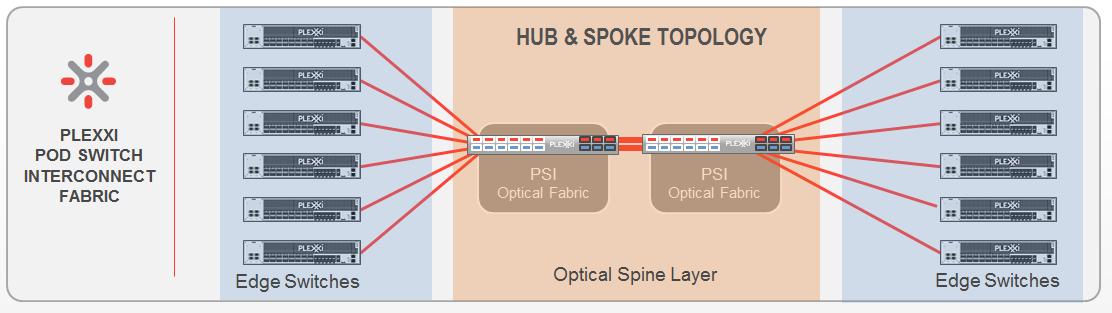 PLEXXI
POD SWITCH
INTERCONNECT
FABRIC
PLEXXI
PLEXXI
PLEXXI
PLEXXI
PLEXXI
PLEXXI
Edge Switches
HUB & SPOKE TOPOLOGY
PLEXXI
PSI
Optical Fabric
PLEXXI
PSI
Optical Fabric
Optical Spine Layer
PLEXXI
PLEXXI
PLEXXI
PLEXXI
PLEXXI
PLEXXI
Edge Switches